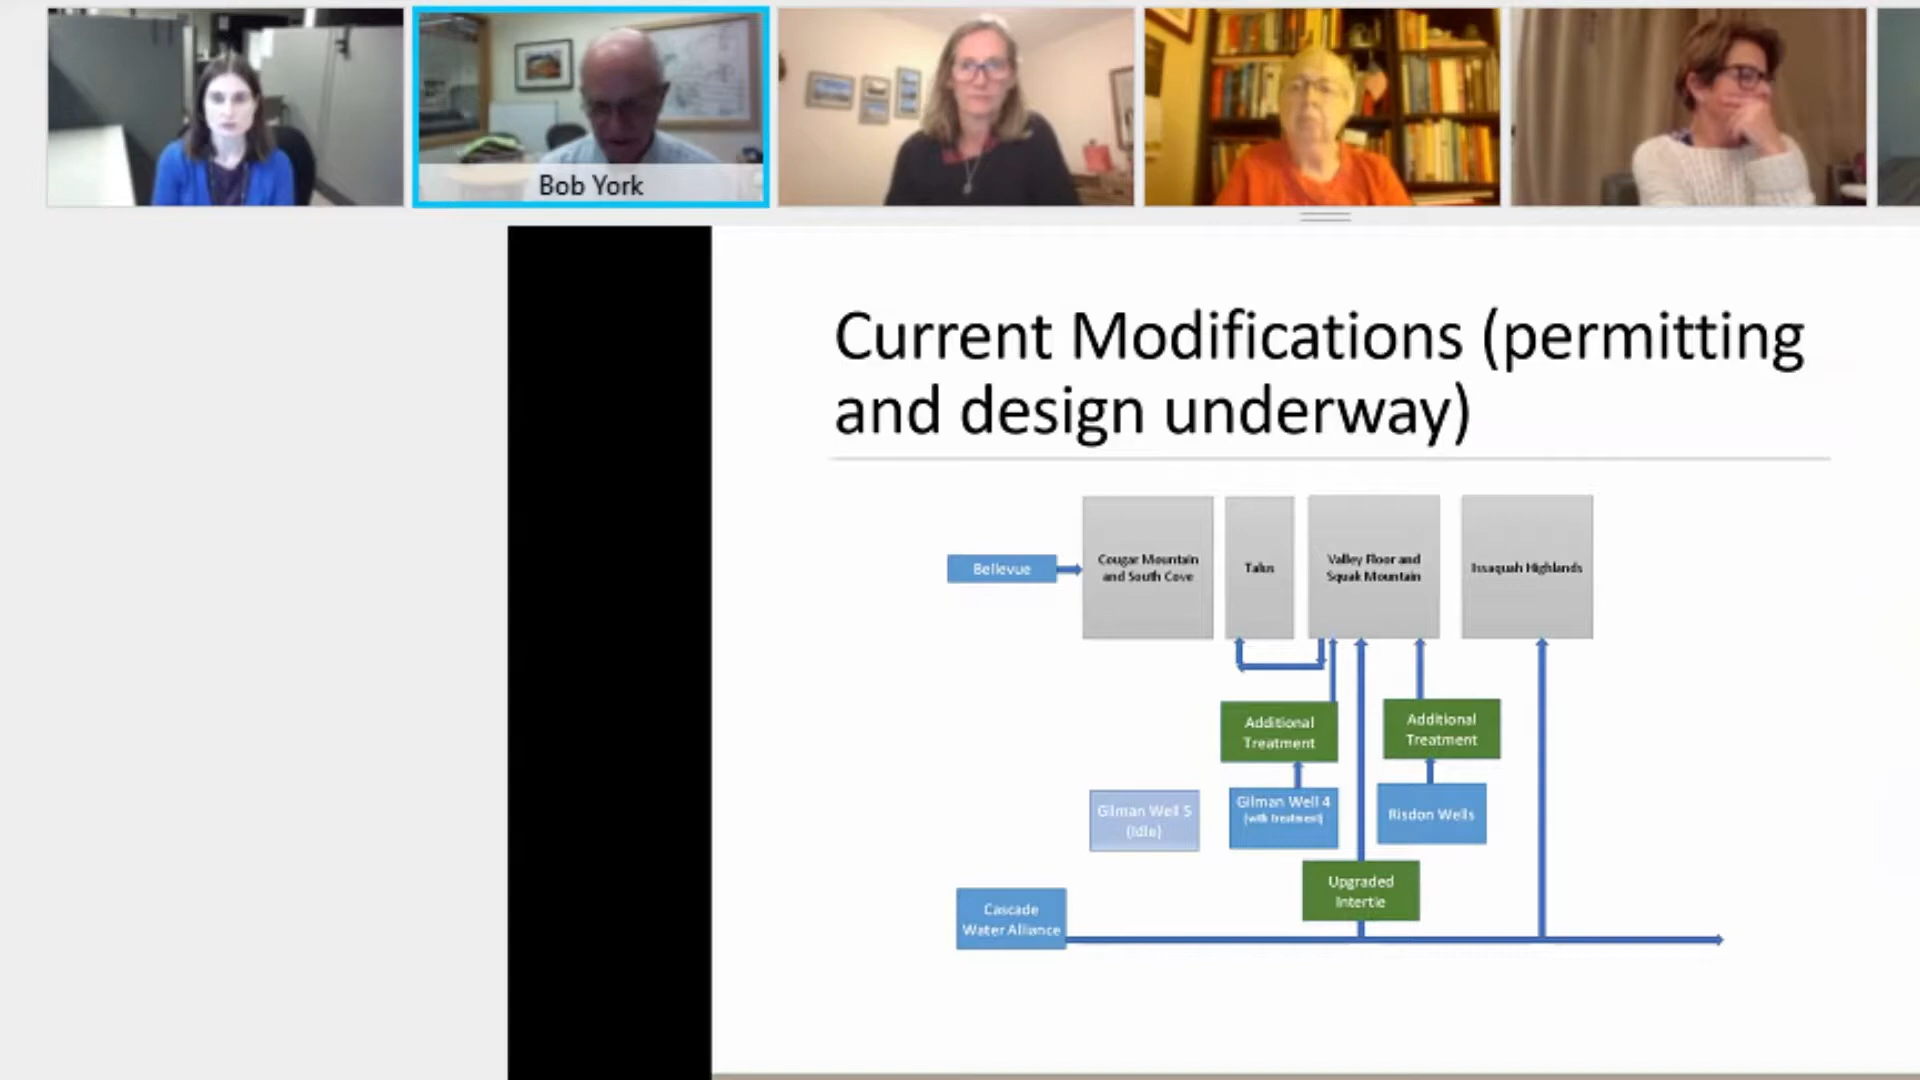 Bob York
Current Modifications (permitting
and design underway)
Bellevue
Cougar Mountain
and South Cove
Talus
Valley Floor and
Squak Mountain
Issaquah Highlands
Additional
Treatment
Additional
Treatment
Gilman Well 5
(Idle)
Gilman Well 4
(with treatment)
Risdon Wells
Upgraded
Intertie
Cascade
Water Alliance